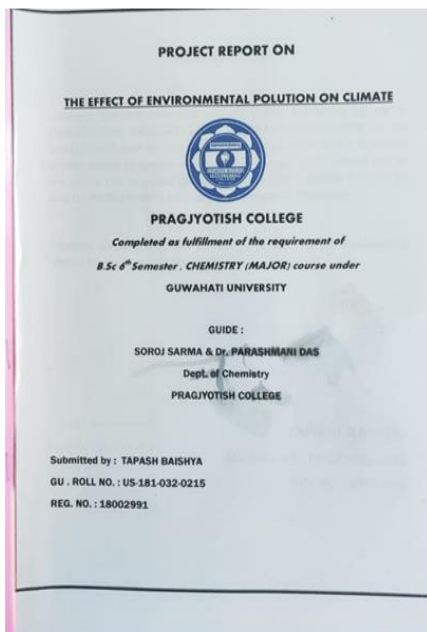 PROJECT REPORT ON
THE EFFECT OF ENVIRONMENTAL POLUTION ON CLIMATE
PRAGJYOTISH COLLEGE
Completed as fulfillment of the requirement of
B.Sc 6th Semester . CHEMISTRY (MAJOR) course under
GUWAHATI UNIVERSITY
GUIDE :
SOROJ SARMA & Dr. PARASHMANI DAS
Dept. of Chemistry
PRAGJYOTISH COLLEGE
Submitted by : TAPASH BAISHYA
GU . ROLL NO. : US-181-032-0215
REG. NO. : 18002991